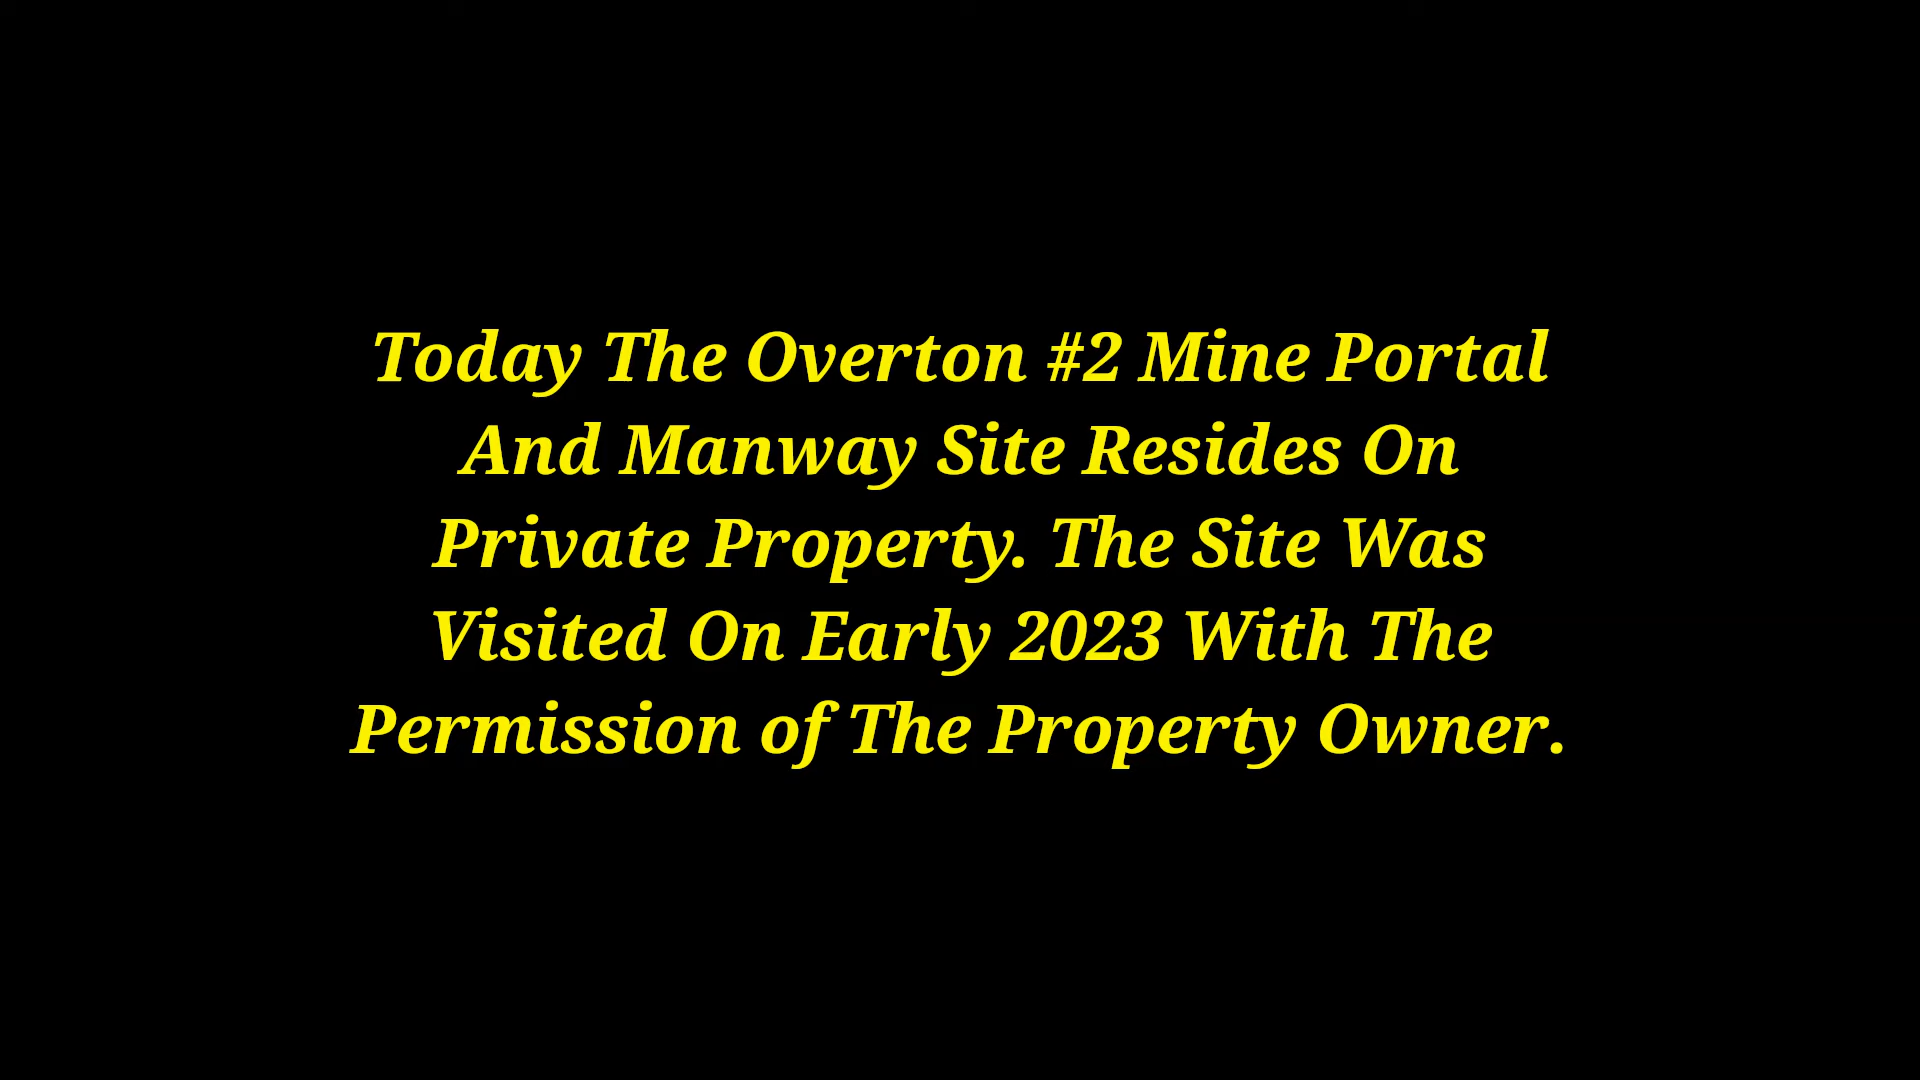 Today The Overton #2 Mine Portal
And Manway Site Resides On
Private Property. The Site Was
Visited On Early 2023 With The
Permission of The Property Owner.